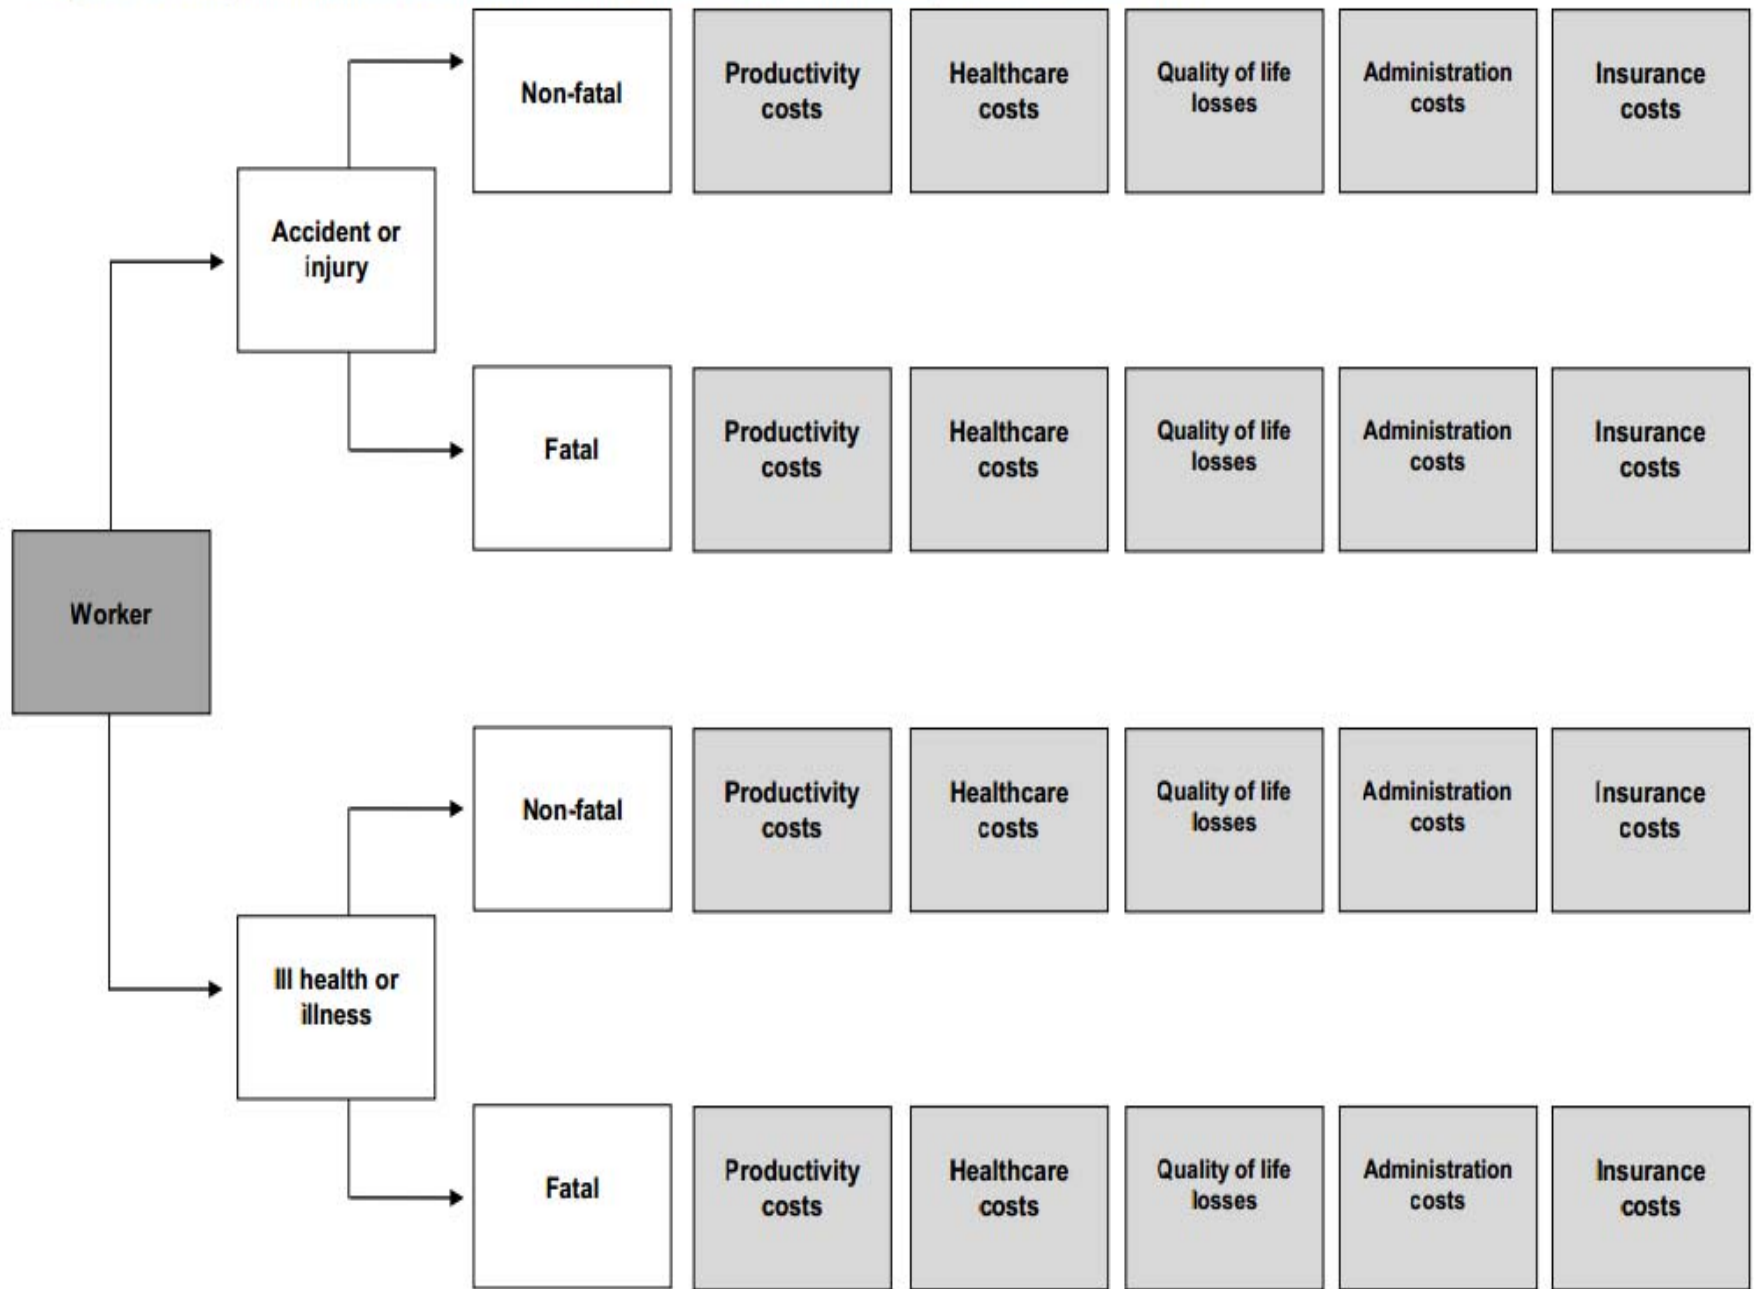 Non-fatal
Productivity
costs
Healthcare
costs
Quality of life
losses
Administration
costs
Insurance
costs
Accident or
injury
Fatal
Productivity
costs
Healthcare
costs
Quality of life
losses
Administration
costs
Insurance
costs
Worker
Non-fatal
Productivity
costs
Healthcare
costs
Quality of life
losses
Administration
costs
Insurance
costs
Ill health or
illness
Fatal
Productivity
costs
Healthcare
costs
Quality of life
losses
Administration
costs
Insurance
costs